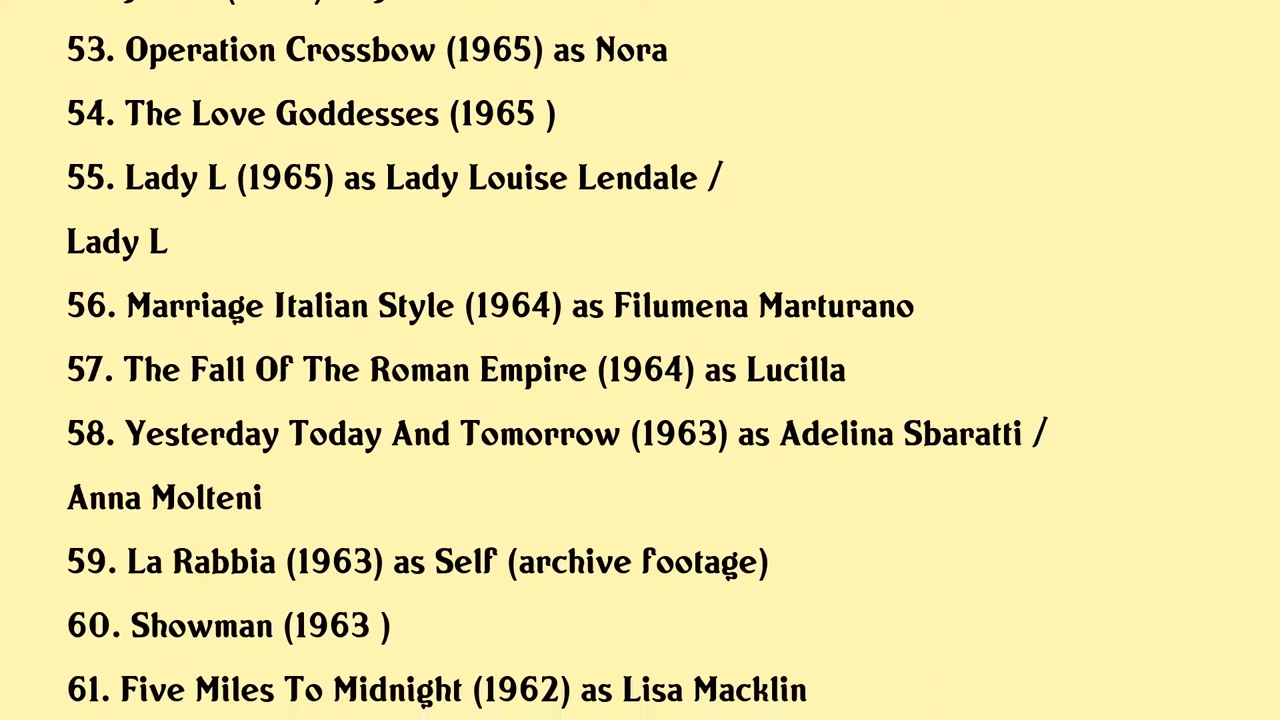 53. Operation Crossbow (1965) as Nora
54. The Love Goddesses (1965 )
55. Lady L (1965) as Lady Louise Lendale /
Lady L
56. Marriage Italian Style (1964) as Filumena Marturano
57. The Fall Of The Roman Empire (1964) as Lucilla
58. Yesterday Today And Tomorrow (1963) as Adelina Sbaratti /
Anna Molteni
59. La Rabbia (1963) as Self (archive footage)
60. Showman (1963 )
61. Five Miles To Midnight (1962) as Lisa Macklin